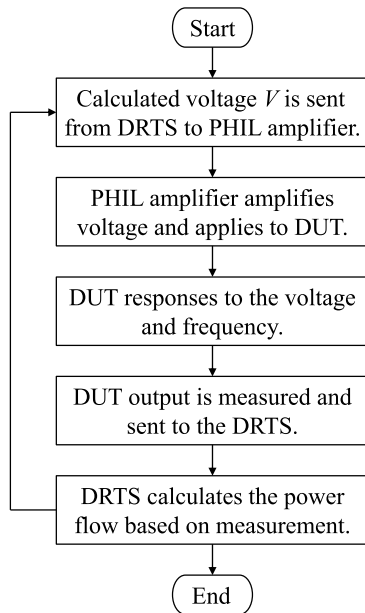 Start
Calculated voltage V is sent
from DRTS to PHIL amplifier.
PHIL amplifier amplifies
voltage and applies to DUT.
DUT responses to the voltage
and frequency.
DUT output is measured and
sent to the DRTS.
DRTS calculates the power
flow based on measurement.
End